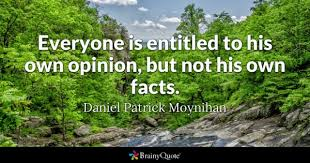 Everyone is entitled to his
own opinion, but not his own
facts.
Daniel Patrick Moynihan
BrainyQuote®